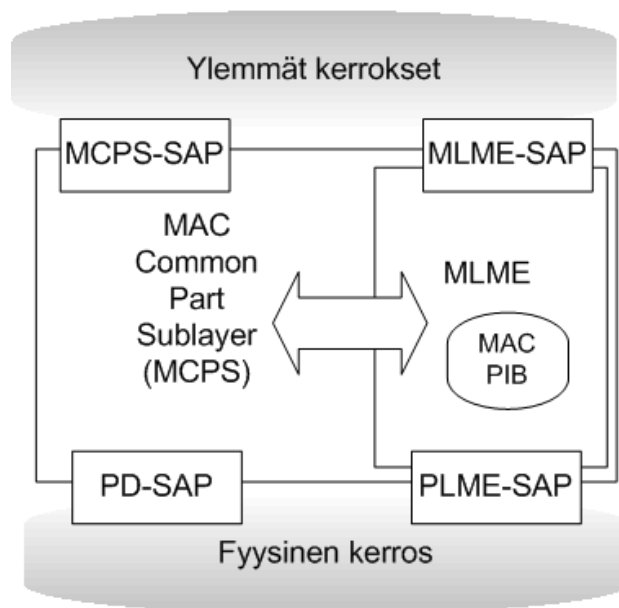 Ylemmät kerrokset
MCPS-SAP
MLME-SAP
MAC
Common
Part
Sublayer
(MCPS)
MLME
MAC
PIB
PD-SAP
PLME-SAP
Fyysinen kerros